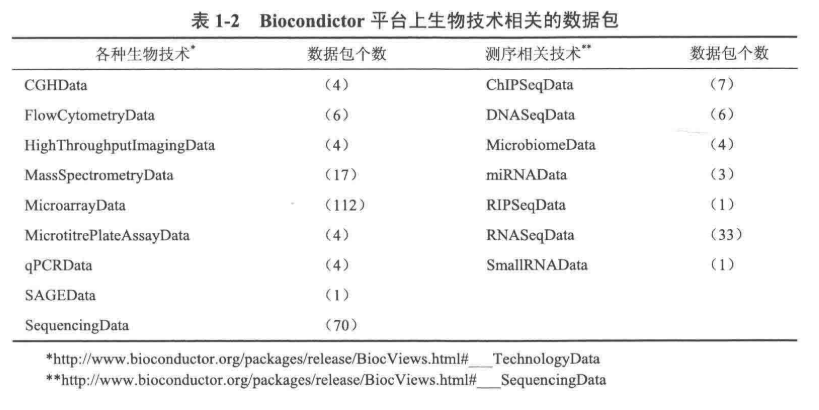 表 1-2 Biocondictor 平台上生物技术相关的数据包
各种生物技术* 数据包个数 测序相关技术** 数据包个数
CGHData （4） ChIPSeqData （7）
FlowCytometryData （6） DNASeqData （6）
HighThroughputImagingData （4） MicrobiomeData （4）
MassSpectrometryData （17） miRNAData （3）
MicroarrayData （112） RIPSeqData （1）
MicrotitrePlateAssayData （4） RNASeqData （33）
qPCRData （4） SmallRNAData （1）
SAGEData （1）
SequencingData （70）
*http://www.bioconductor.org/packages/release/BiocViews.html#___TechnologyData
**http://www.bioconductor.org/packages/release/BiocViews.html#___SequencingData